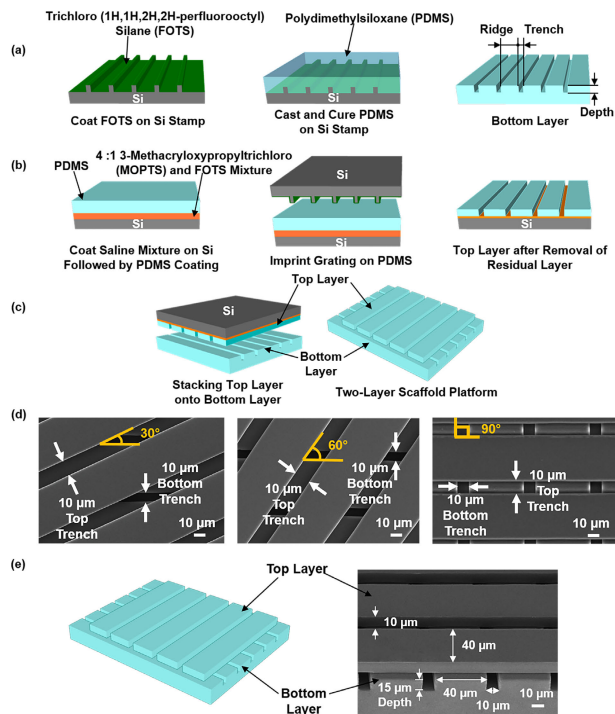 Trichloro (1H,1H,2H,2H-perfluorooctyl)
Silane (FOTS)
Polydimethylsiloxane (PDMS)
(a)
Ridge
Trench
Si
Si
Depth
Coat FOTS on Si Stamp
Cast and Cure PDMS
on Si Stamp
Bottom Layer
(b)
4 :1 3-Methacryloxypropyltrichloro
(MOPTS) and FOTS Mixture
PDMS
Si
Si
Si
Coat Saline Mixture on Si
Followed by PDMS Coating
Imprint Grating on PDMS
Top Layer after Removal of
Residual Layer
(c)
Top Layer
Si
Bottom
Layer
Stacking Top Layer
onto Bottom Layer
Two-Layer Scaffold Platform
(d)
30°
10 µm
Bottom
Trench
10 µm
Top
Trench
10 µm
60°
10 µm
Bottom
Trench
10 µm
Top
Trench
10 µm
90°
10 µm
Bottom
Trench
10 µm
Top
Trench
10 µm
(e)
Top Layer
Bottom
Layer
10 µm
40 µm
15 µm
Depth
40 µm
10 µm
10 µm